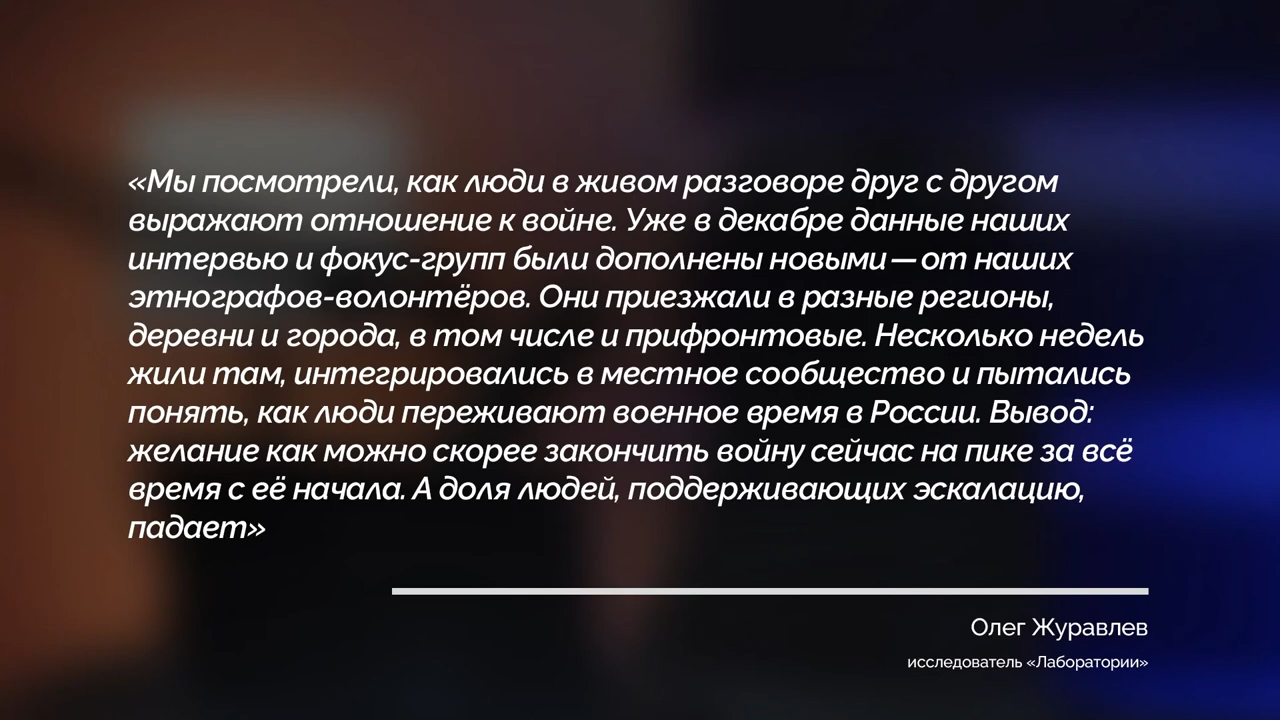 «Мы посмотрели, как люди в живом разговоре друг с другом
выражают отношение к войне. Уже в декабре данные наших
интервью и фокус-групп были дополнены новыми — от наших
этнографов-волонтёров. Они приезжали в разные регионы,
деревни и города, в том числе и прифронтовые. Несколько недель
жили там, интегрировались в местное сообщество и пытались
понять, как люди переживают военное время в России. Вывод:
желание как можно скорее закончить войну сейчас на пике за всё
время с её начала. А доля людей, поддерживающих эскалацию,
падает»
Олег Журавлев
исследователь «Лаборатории»